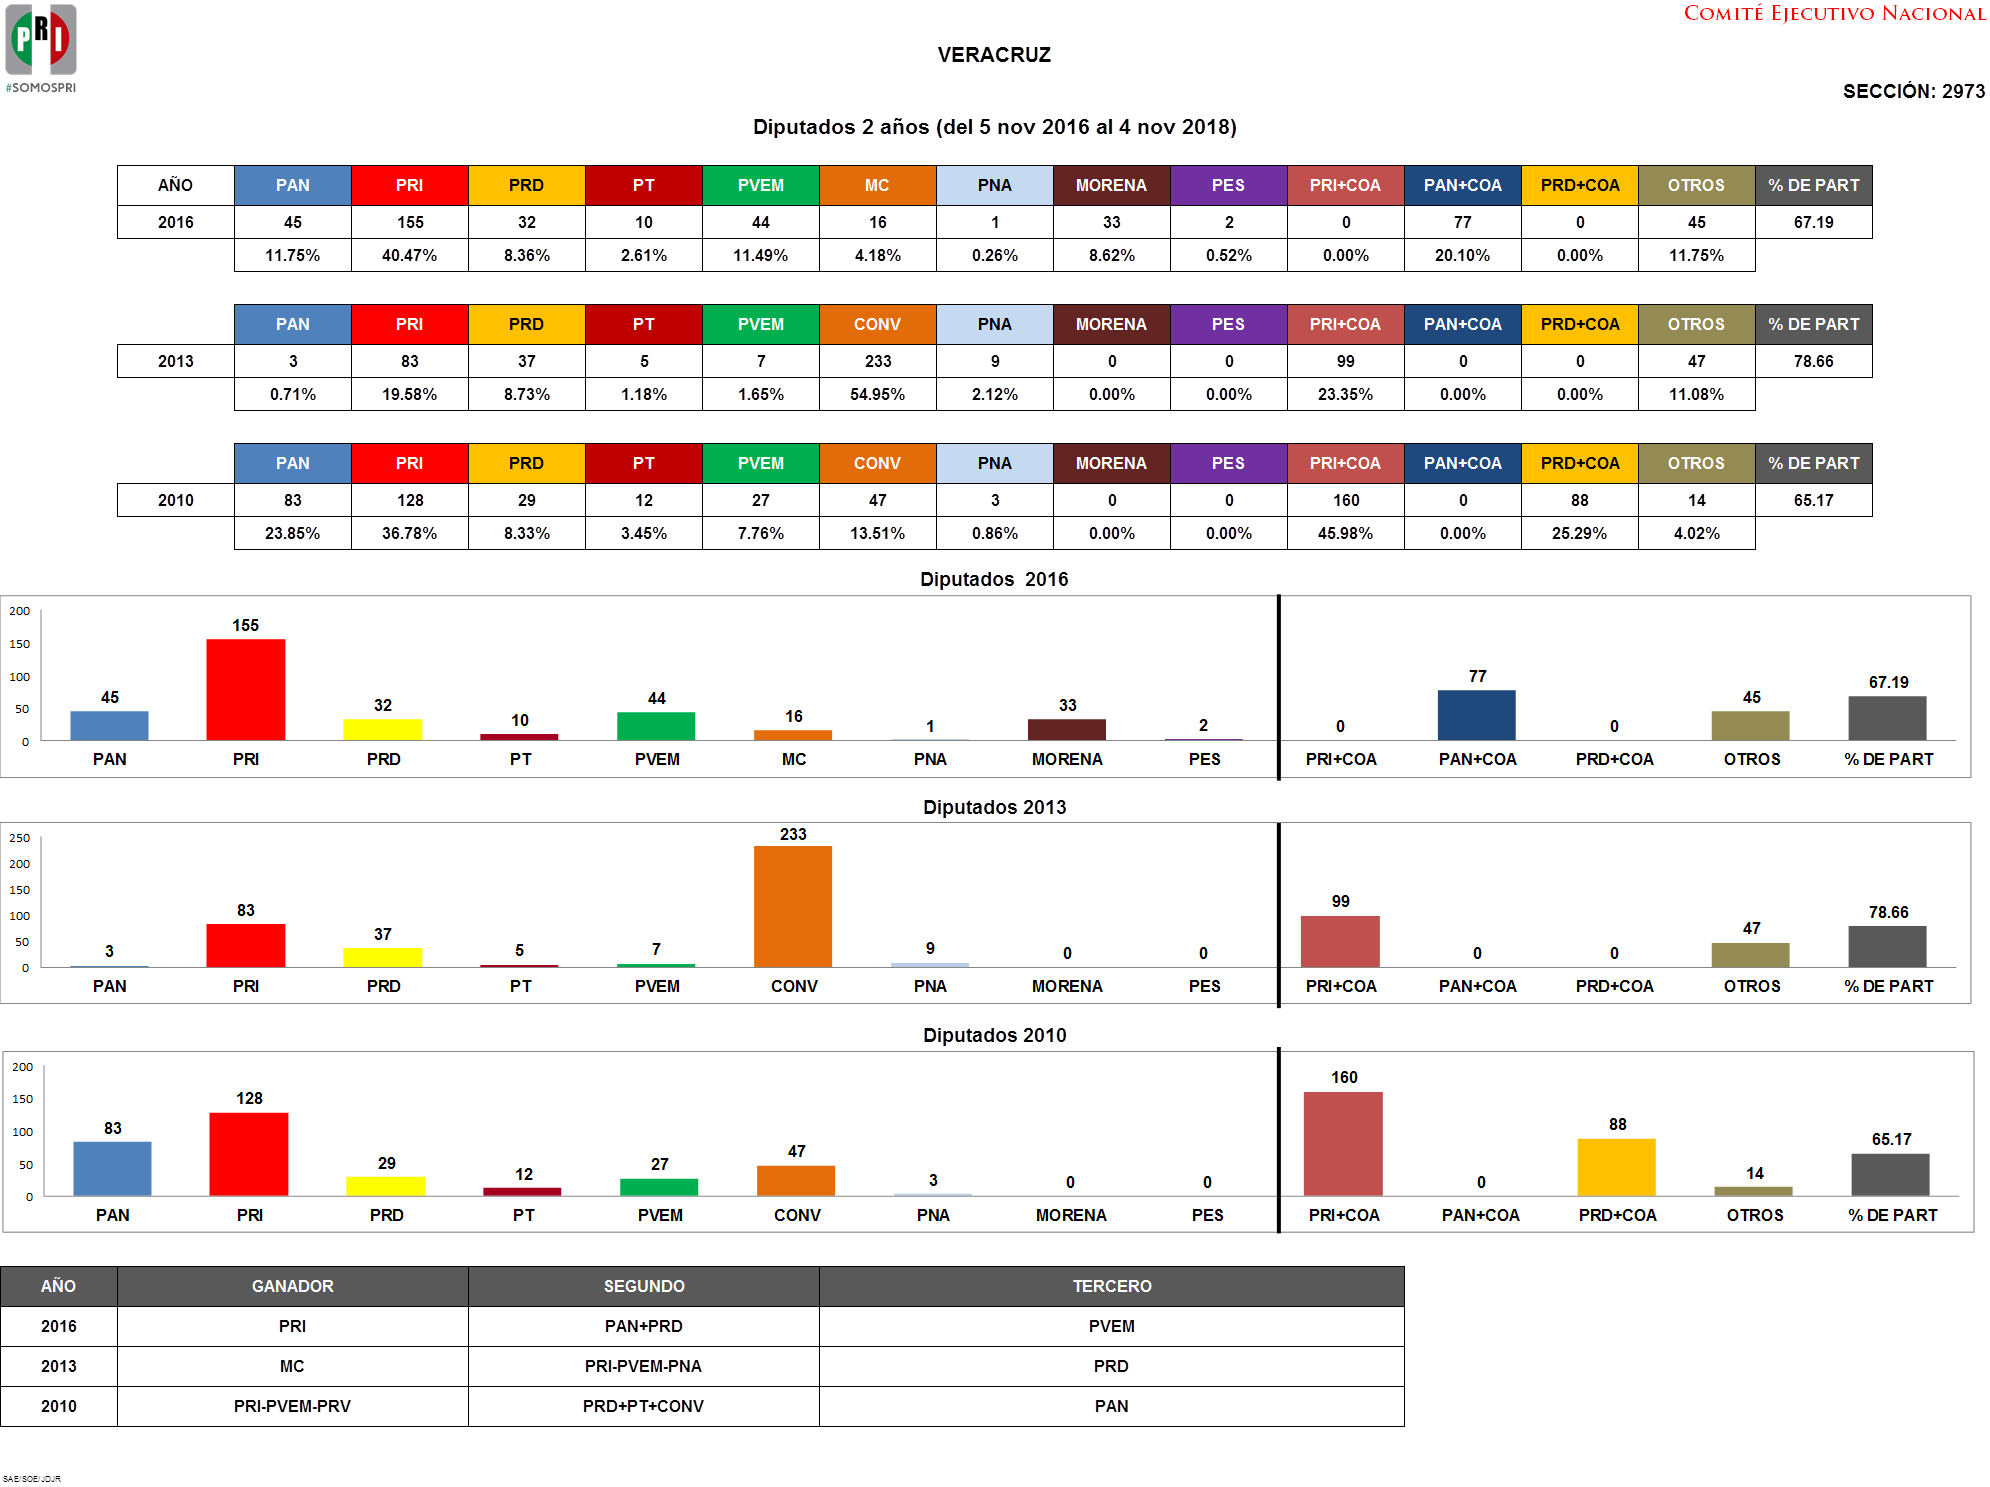 PRI
#SOMOSPRI
COMITÉ EJECUTIVO NACIONAL
VERACRUZ
SECCIÓN: 2973
Diputados 2 años (del 5 nov 2016 al 4 nov 2018)
AÑO PAN PRI PRD PT PVEM MC PNA MORENA PES PRI+COA PAN+COA PRD+COA OTROS % DE PART
2016 45 155 32 10 44 16 1 33 2 0 77 0 45 67.19
11.75% 40.47% 8.36% 2.61% 11.49% 4.18% 0.26% 8.62% 0.52% 0.00% 20.10% 0.00% 11.75%
PAN PRI PRD PT PVEM CONV PNA MORENA PES PRI+COA PAN+COA PRD+COA OTROS % DE PART
2013 3 83 37 5 7 233 9 0 0 99 0 0 47 78.66
0.71% 19.58% 8.73% 1.18% 1.65% 54.95% 2.12% 0.00% 0.00% 23.35% 0.00% 0.00% 11.08%
PAN PRI PRD PT PVEM CONV PNA MORENA PES PRI+COA PAN+COA PRD+COA OTROS % DE PART
2010 83 128 29 12 27 47 3 0 0 160 0 88 14 65.17
23.85% 36.78% 8.33% 3.45% 7.76% 13.51% 0.86% 0.00% 0.00% 45.98% 0.00% 25.29% 4.02%
Diputados 2016
200
150
100
50
0
45 155 32 10 44 16 1 33 2 0 77 0 45 67.19
PAN PRI PRD PT PVEM MC PNA MORENA PES PRI+COA PAN+COA PRD+COA OTROS % DE PART
Diputados 2013
250
200
150
100
50
0
3 83 37 5 7 233 9 0 0 99 0 0 47 78.66
PAN PRI PRD PT PVEM CONV PNA MORENA PES PRI+COA PAN+COA PRD+COA OTROS % DE PART
Diputados 2010
200
150
100
50
0
83 128 29 12 27 47 3 0 0 160 0 88 14 65.17
PAN PRI PRD PT PVEM CONV PNA MORENA PES PRI+COA PAN+COA PRD+COA OTROS % DE PART
AÑO GANADOR SEGUNDO TERCERO
2016 PRI PAN+PRD PVEM
2013 MC PRI-PVEM-PNA PRD
2010 PRI-PVEM-PRV PRD+PT+CONV PAN
SAE/SOE/JDJR